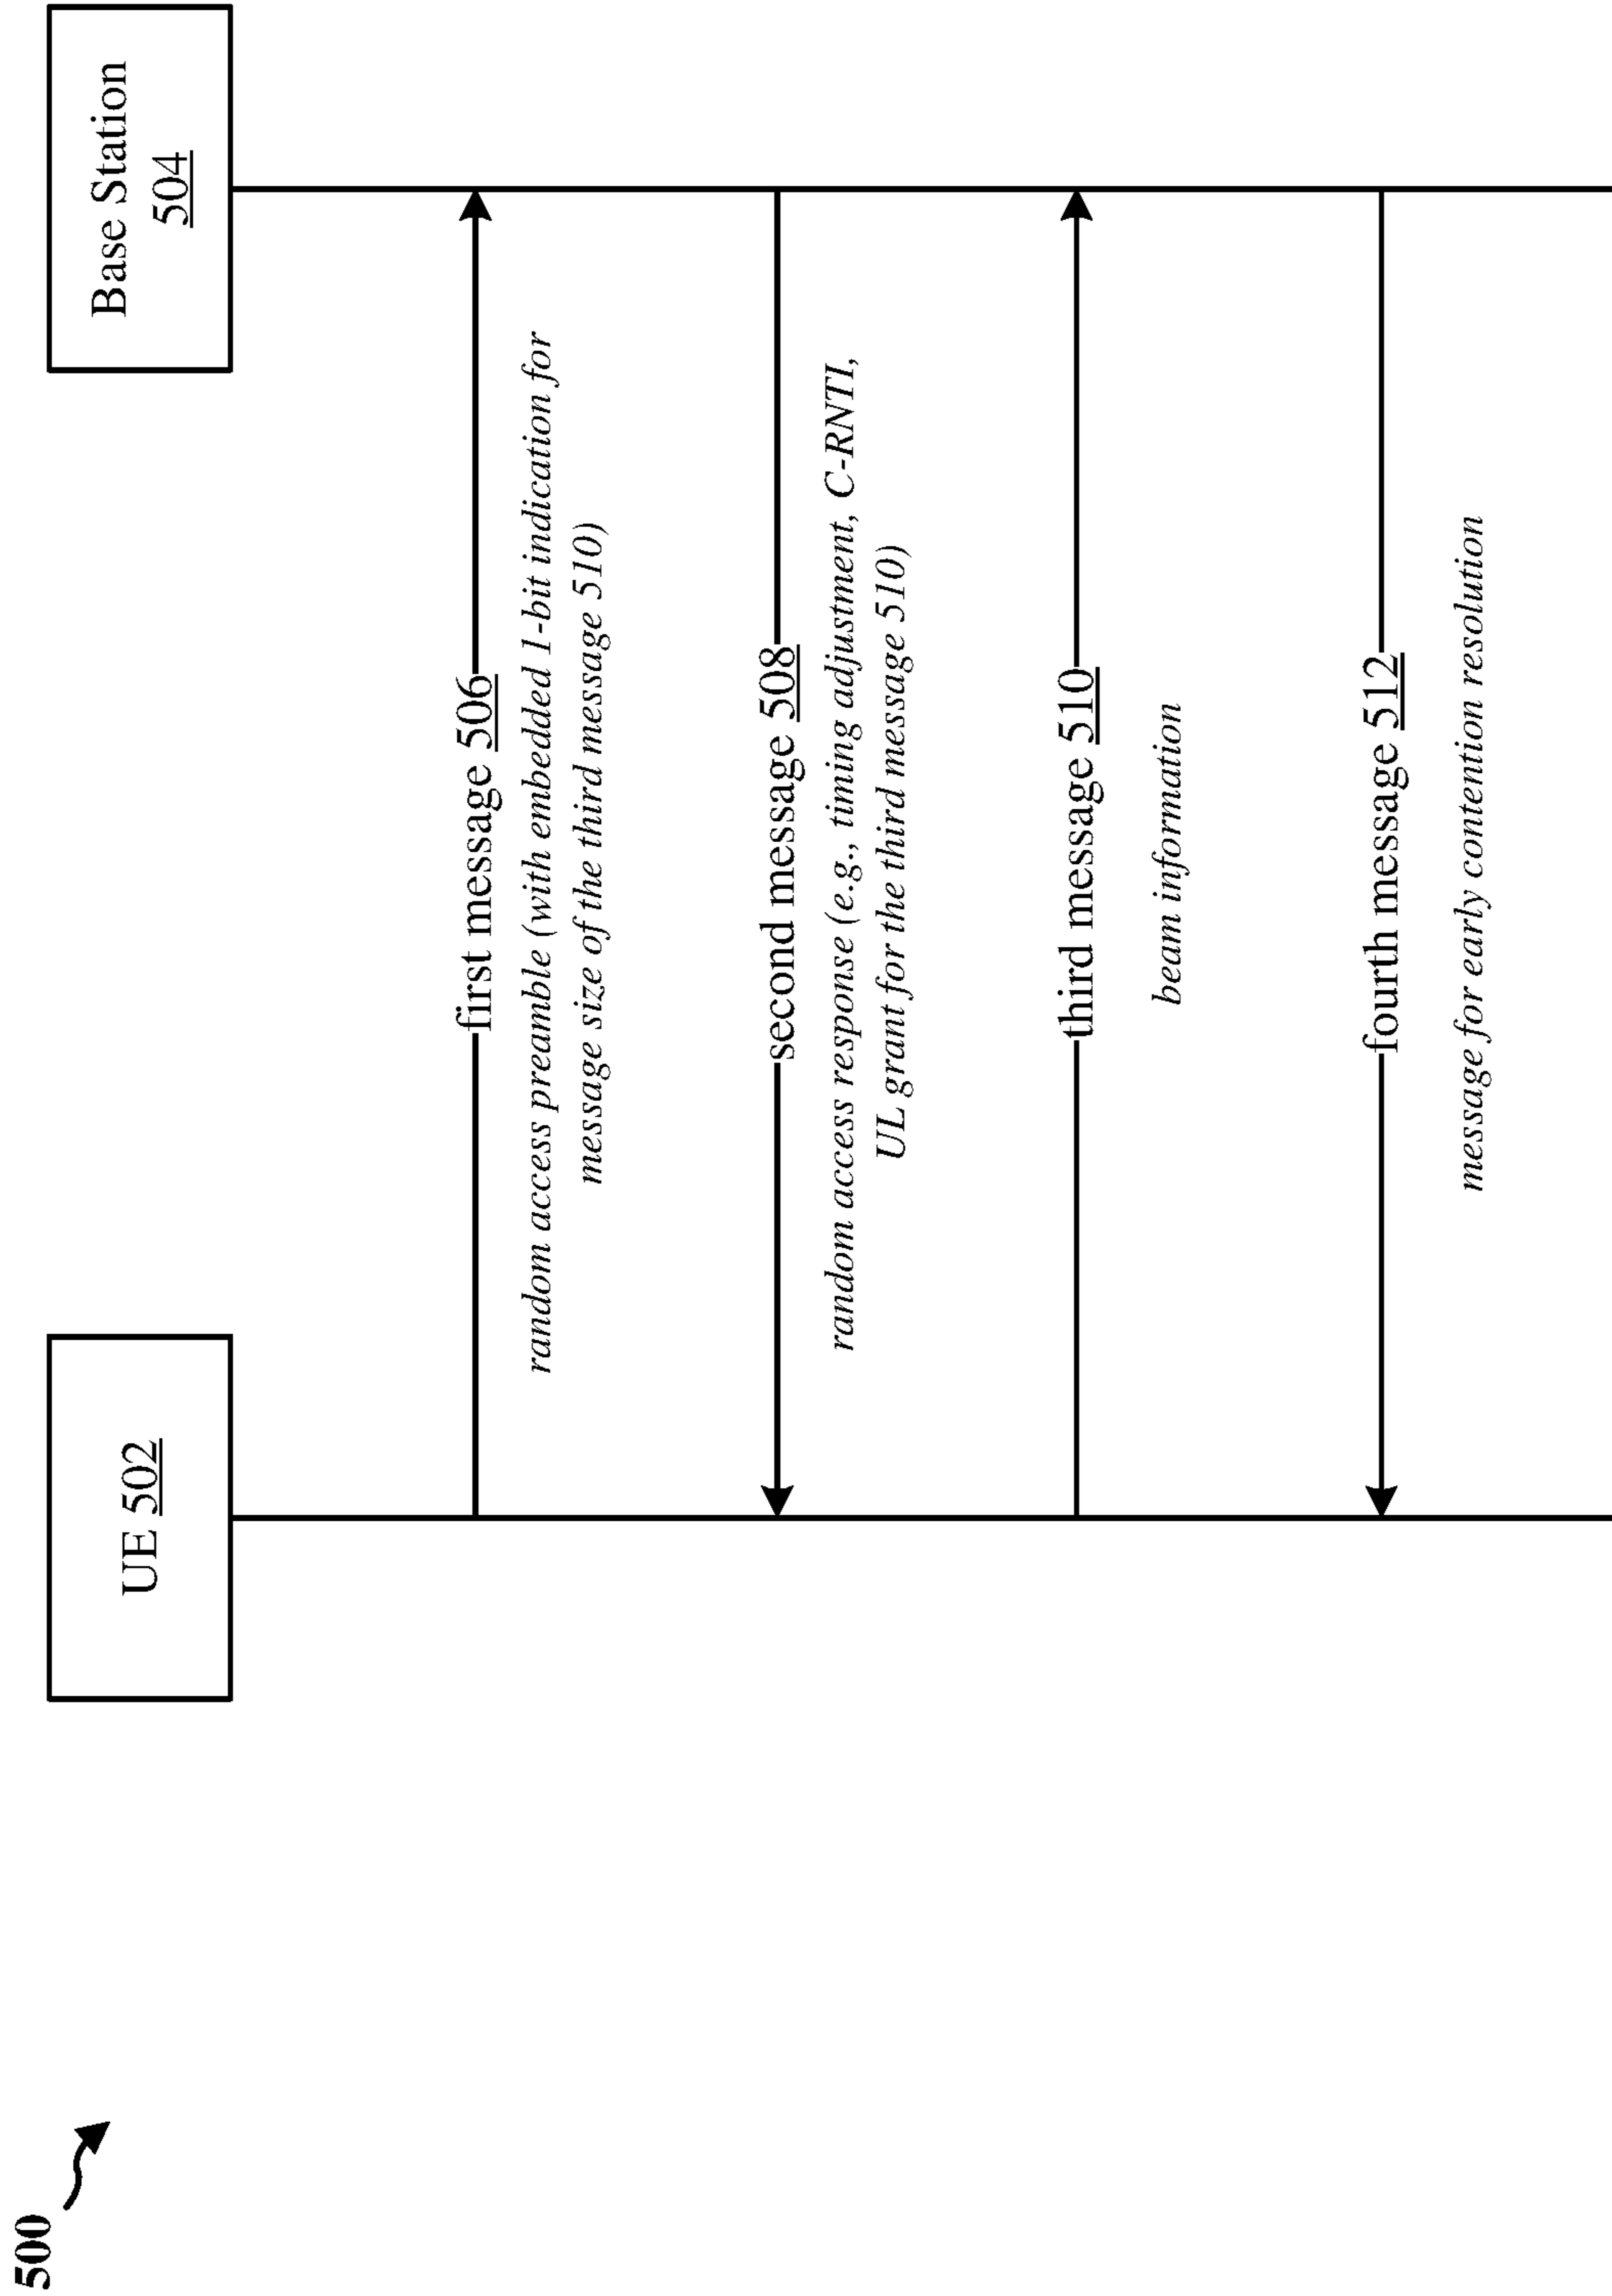 500
UE 502
Base Station
504
first message 506
random access preamble (with embedded 1-bit indication for
message size of the third message 510)
second message 508
random access response (e.g., timing adjustment, C-RNTI,
UL grant for the third message 510)
third message 510
beam information
fourth message 512
message for early contention resolution